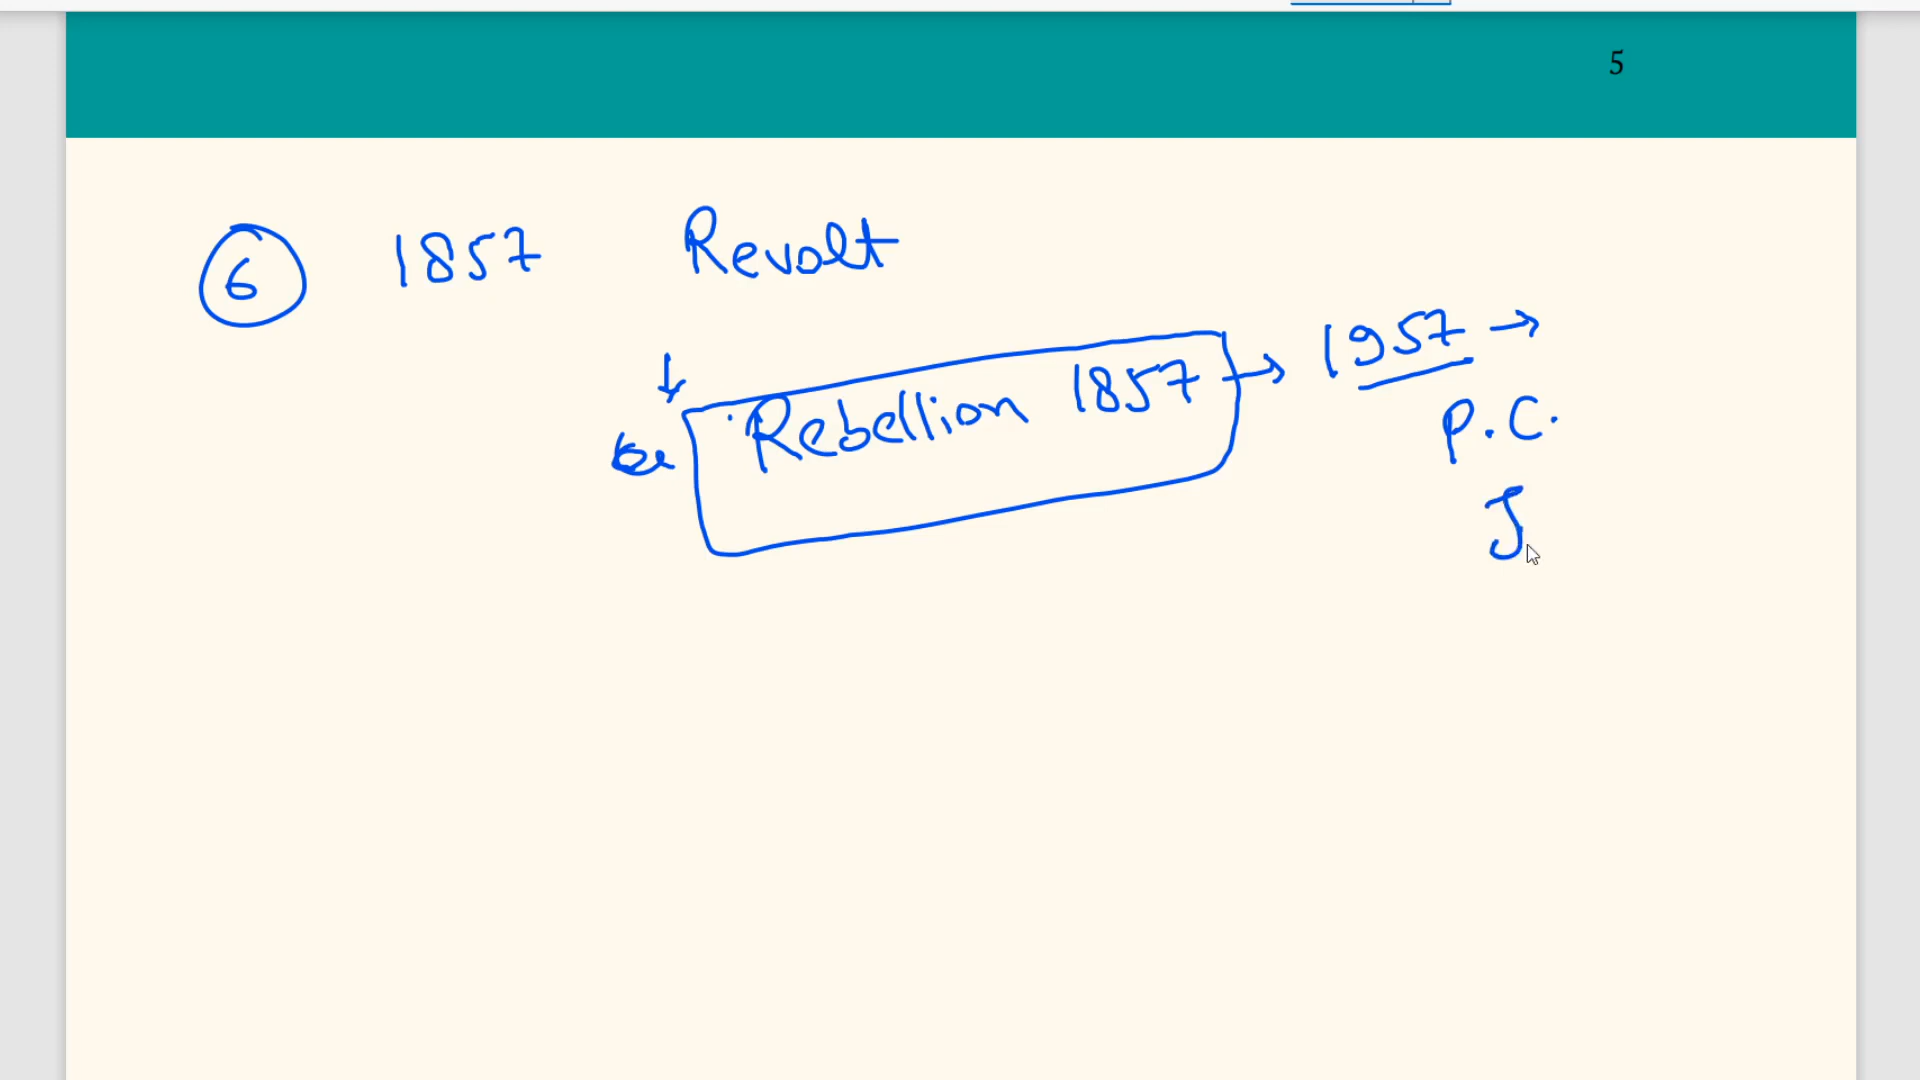 5
6 1857 Revolt
Rebellion 1857 → 1957 →
P.C.
J